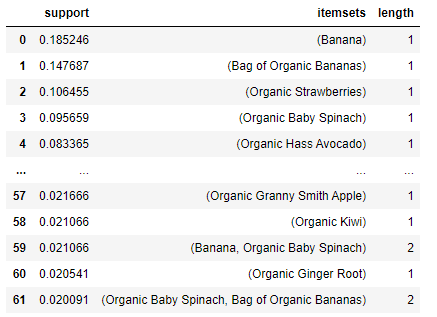 support itemsets length
0 0.185246 (Banana) 1
1 0.147687 (Bag of Organic Bananas) 1
2 0.106455 (Organic Strawberries) 1
3 0.095659 (Organic Baby Spinach) 1
4 0.083365 (Organic Hass Avocado) 1
... ... ... ...
57 0.021666 (Organic Granny Smith Apple) 1
58 0.021066 (Organic Kiwi) 1
59 0.021066 (Banana, Organic Baby Spinach) 2
60 0.020541 (Organic Ginger Root) 1
61 0.020091 (Organic Baby Spinach, Bag of Organic Bananas) 2